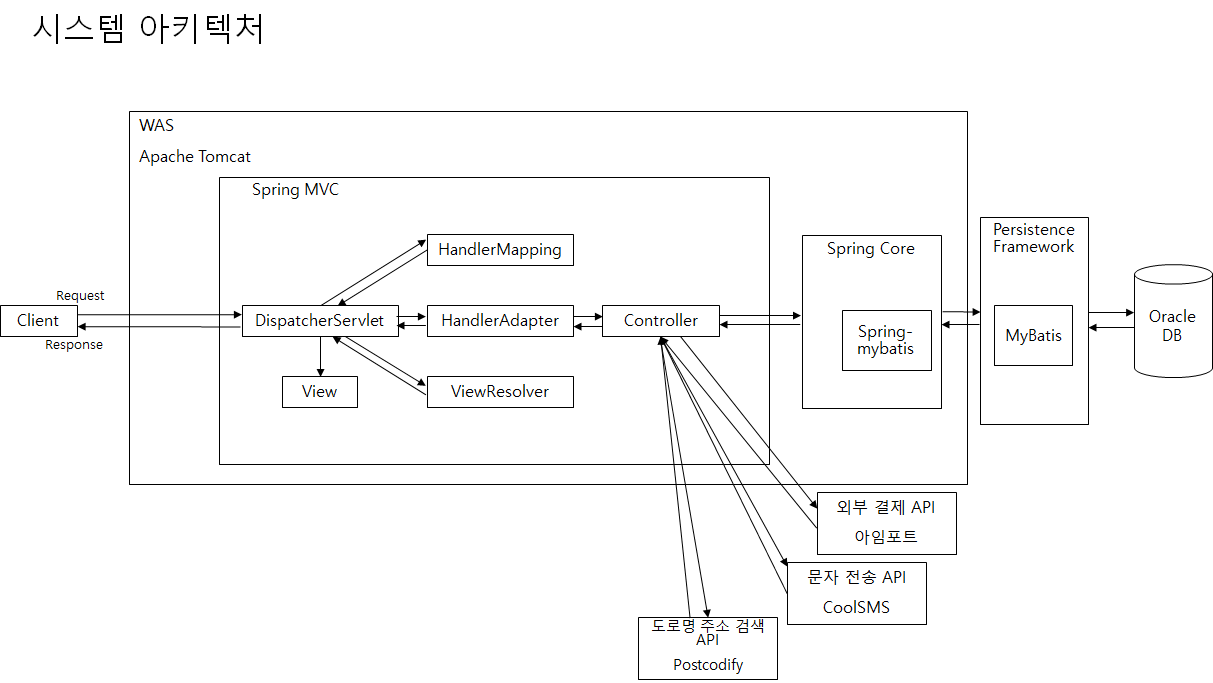 시스템 아키텍처
WAS
Apache Tomcat
Spring MVC
HandlerMapping
Request
Client
Response
DispatcherServlet
HandlerAdapter
Controller
View
ViewResolver
Spring Core
Spring-
mybatis
Persistence
Framework
MyBatis
Oracle
DB
외부 결제 API
아임포트
문자 전송 API
CoolSMS
도로명 주소 검색
API
Postcodify